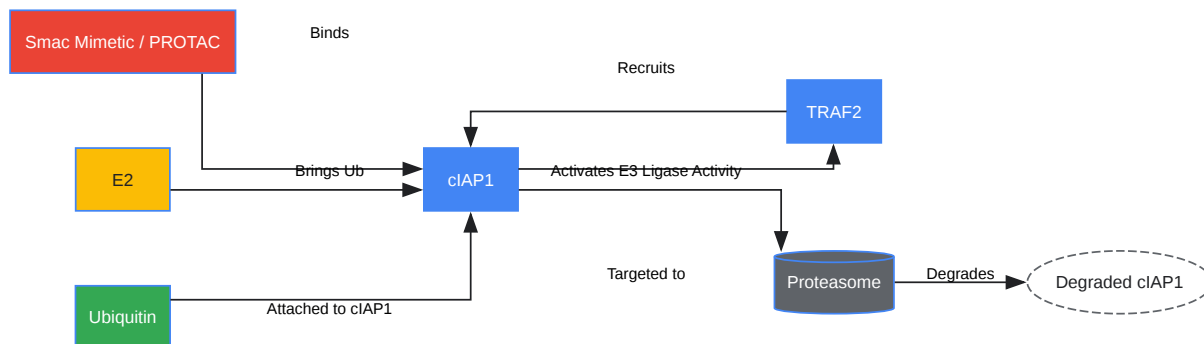 Smac Mimetic / PROTAC
Binds
Recruits
TRAF2
E2
Brings Ub
cIAP1
Activates E3 Ligase Activity
Targeted to
Proteasome
Degrades
Degraded cIAP1
Ubiquitin
Attached to cIAP1